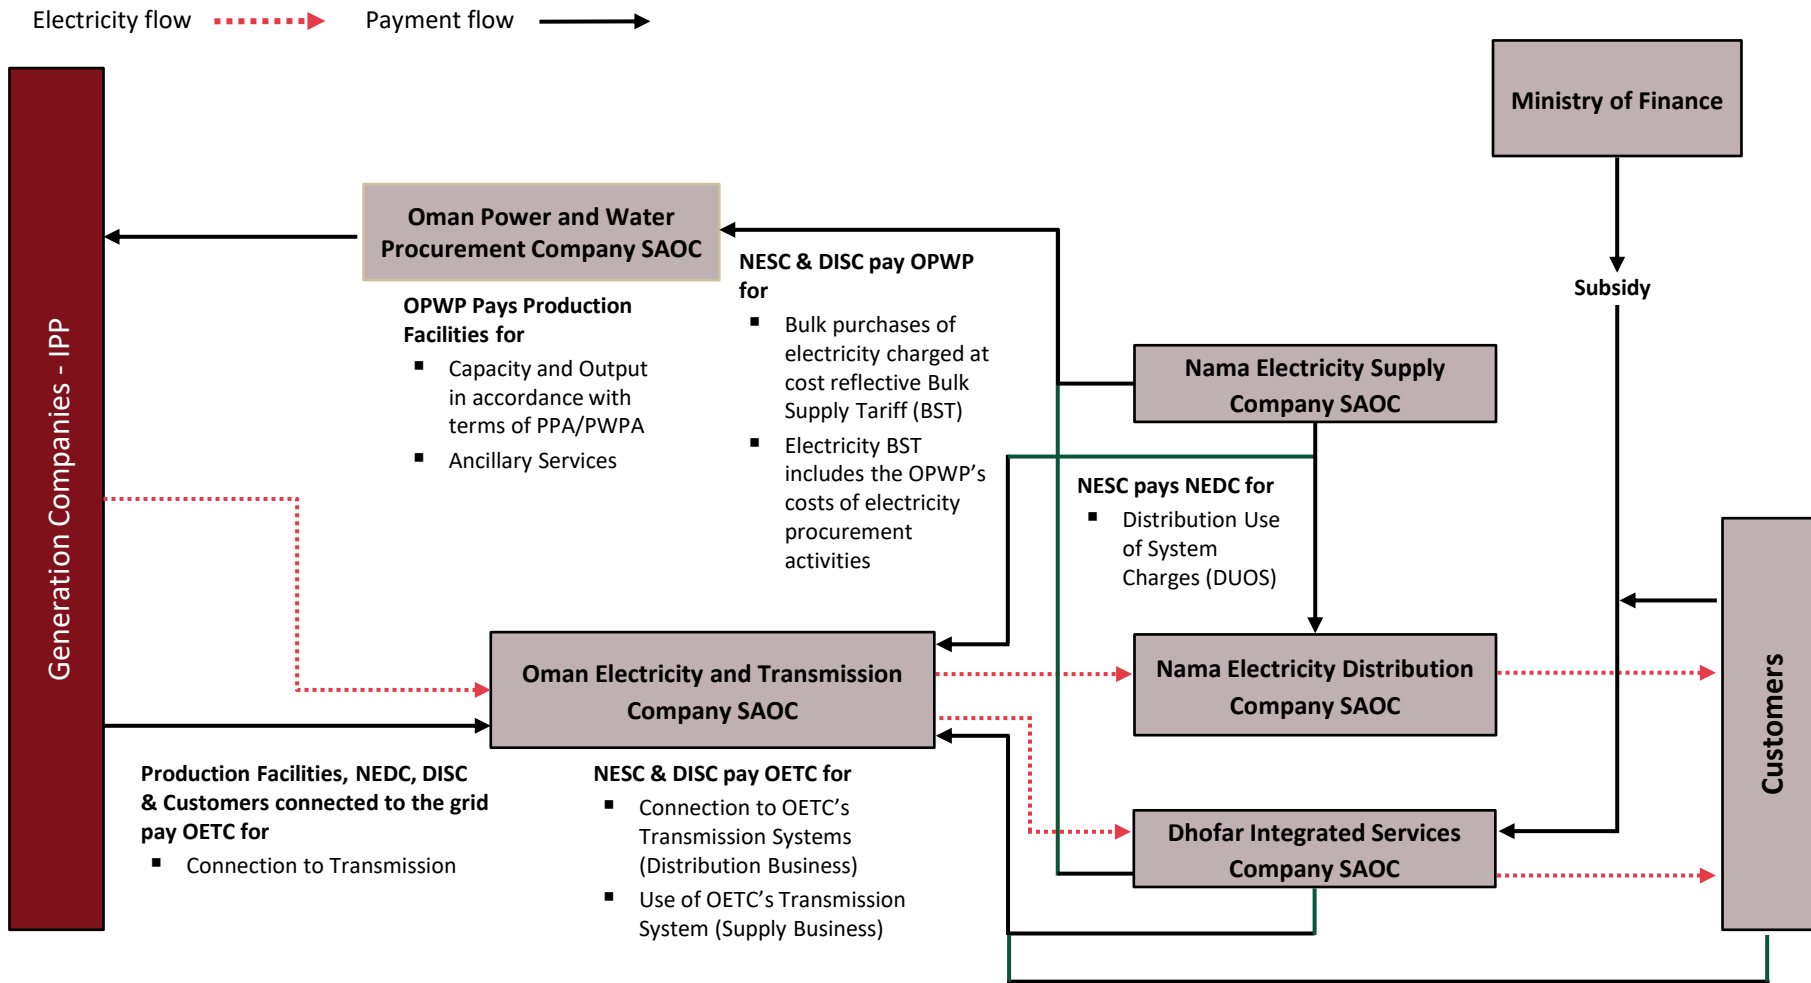 Electricity flow
Payment flow
Ministry of Finance
Generation Companies - IPP
Oman Power and Water
Procurement Company SAOC
OPWP Pays Production
Facilities for
▪ Capacity and Output
in accordance with
terms of PPA/PWPA
▪ Ancillary Services
NESC & DISC pay OPWP
for
▪ Bulk purchases of
electricity charged at
cost reflective Bulk
Supply Tariff (BST)
▪ Electricity BST
includes the OPWP’s
costs of electricity
procurement
activities
Subsidy
Nama Electricity Supply
Company SAOC
NESC pays NEDC for
▪ Distribution Use
of System
Charges (DUOS)
Oman Electricity and Transmission
Company SAOC
Nama Electricity Distribution
Company SAOC
Customers
Production Facilities, NEDC, DISC
& Customers connected to the grid
pay OETC for
▪ Connection to Transmission
NESC & DISC pay OETC for
▪ Connection to OETC’s
Transmission Systems
(Distribution Business)
▪ Use of OETC’s Transmission
System (Supply Business)
Dhofar Integrated Services
Company SAOC